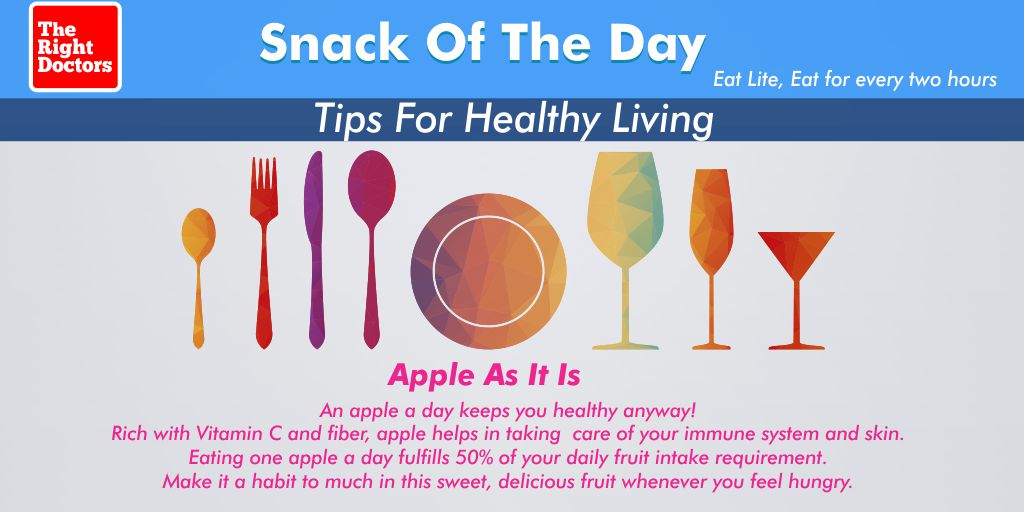 The
Right
Doctors
Snack Of The Day
Eat Lite, Eat for every two hours
Tips For Healthy Living
Apple As It Is
An apple a day keeps you healthy anyway!
Rich with Vitamin C and fiber, apple helps in taking  care of your immune system and skin.
Eating one apple a day fulfills 50% of your daily fruit intake requirement.
Make it a habit to much in this sweet, delicious fruit whenever you feel hungry.